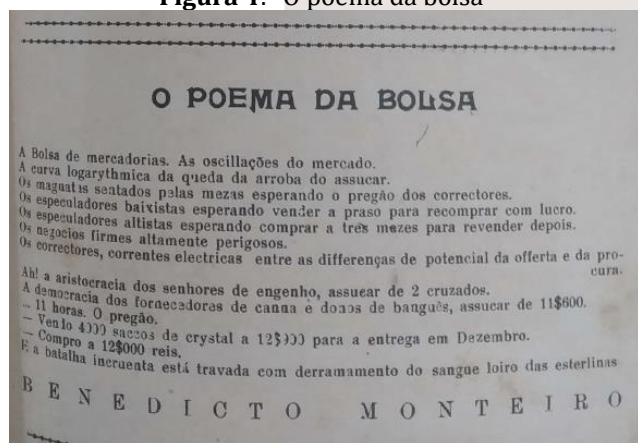 Figura 1. O poema da bolsa
O POEMA DA BOLSA
A Bolsa de mercadorias. As oscillações do mercado.
A curva logarythmica da queda da arroba do assucar.
Os magnatis sentados pelas mezas esperando o pregão dos correctores.
Os especuladores baixistas esperando vender a praso para recomprar com lucro.
Os especuladores altistas esperando comprar a tres mezes para revender depois.
Os negocios firmes altamente perigosos.
Os correctores, correntes electricas entre as differenças de potencial da offerta e da pro-
cura.
Ah! a aristocracia dos senhores de engenho, assucar de 2 cruzados.
A democracia dos fornecedores de canna e donos de banguês, assucar de 11$600.
— 11 horas. O pregão.
— Vendo 4000 saccos de crystal a 12$000 para a entrega em Dezembro.
— Compro a 12$000 reis.
E a batalha incruenta está travada com derramamento do sangue loiro das esterlinas
BENEDICTO MONTEIRO